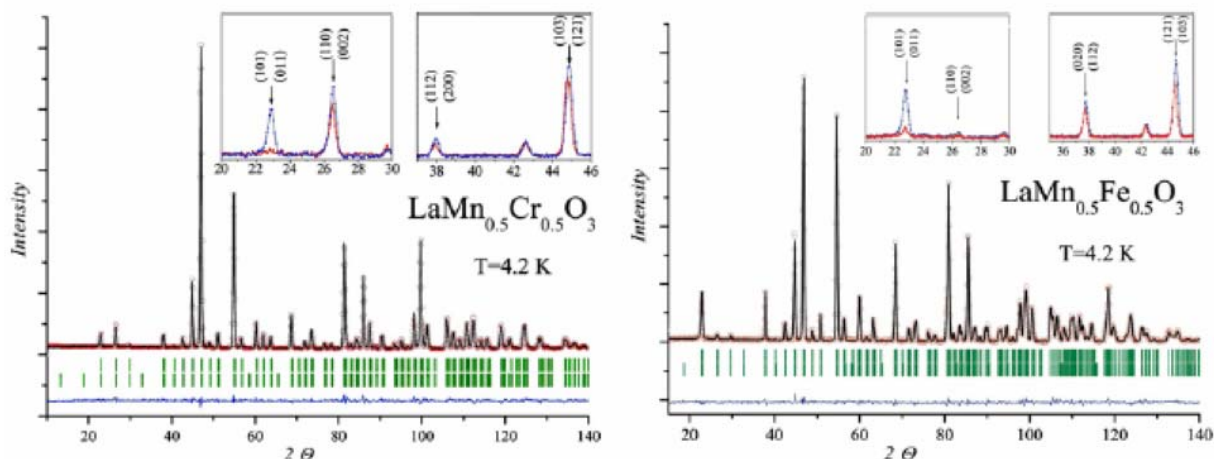 (101)
(011)
(110)
(002)
(112)
(200)
(103)
(121)
20 22 24 26 28 30
38 40 42 44 46
LaMn0.5Cr0.5O3
T=4.2 K
Intensity
20 40 60 80 100 120 140
2 Θ
(101)
(011)
(110)
(002)
(020)
(112)
(121)
(103)
20 22 24 26 28 30
36 38 40 42 44 46
LaMn0.5Fe0.5O3
T=4.2 K
Intensity
20 40 60 80 100 120 140
2 Θ